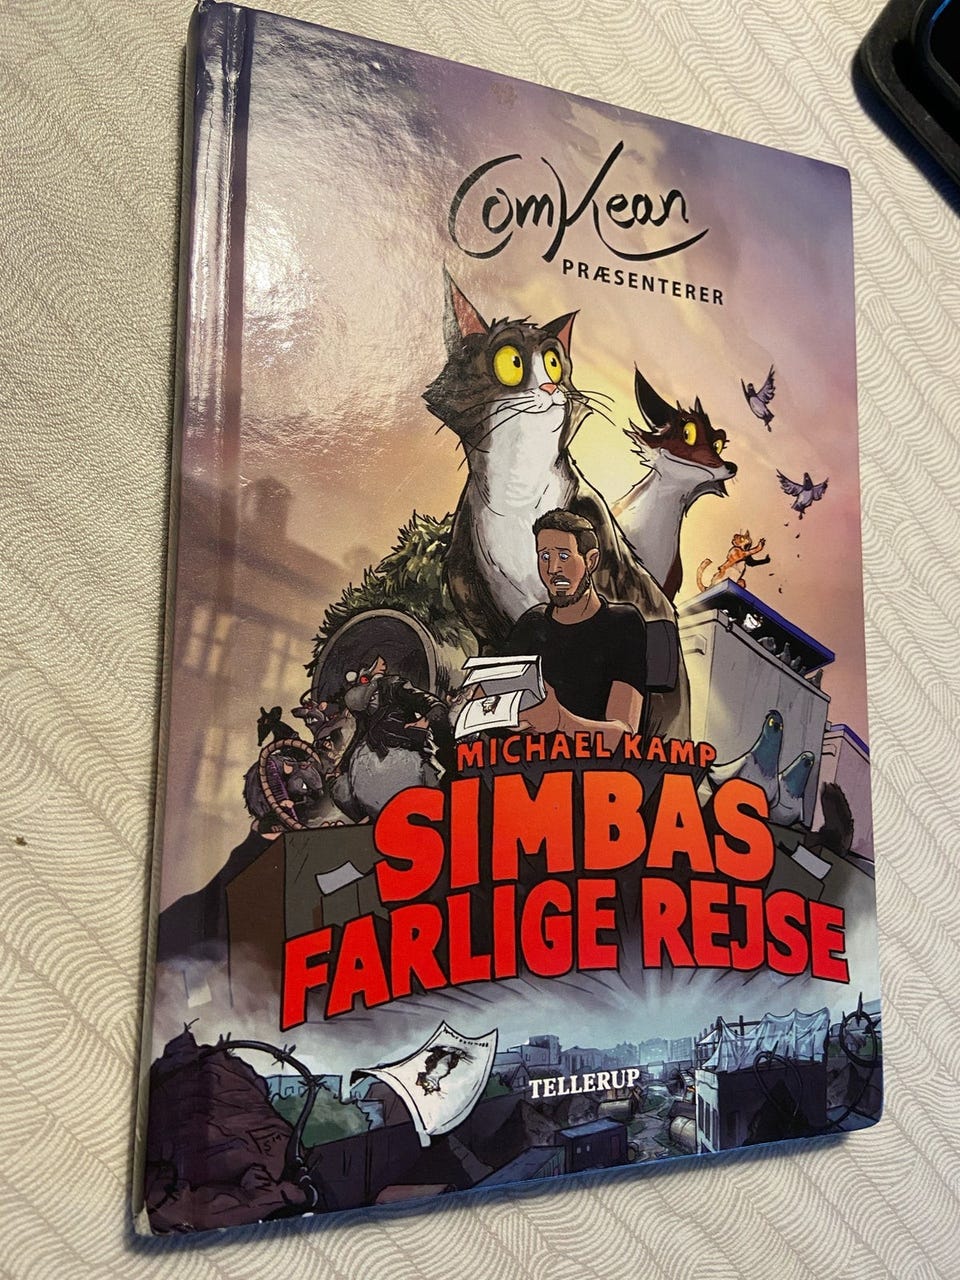 ComKean
PRÆSENTERER
MICHAEL KAMP
SIMBAS
FARLIGE REJSE
TELLERUP